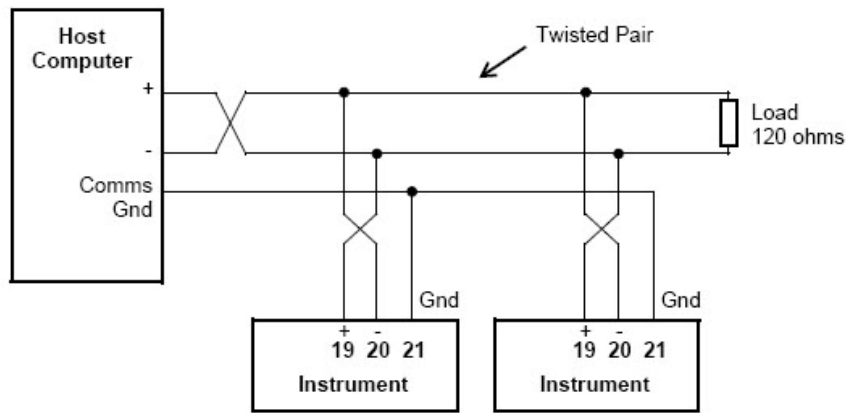 Host
Computer
Twisted Pair
+
-
Load
120 ohms
Comms
Gnd
Gnd
Gnd
+ -
19 20 21
Instrument
+ -
19 20 21
Instrument